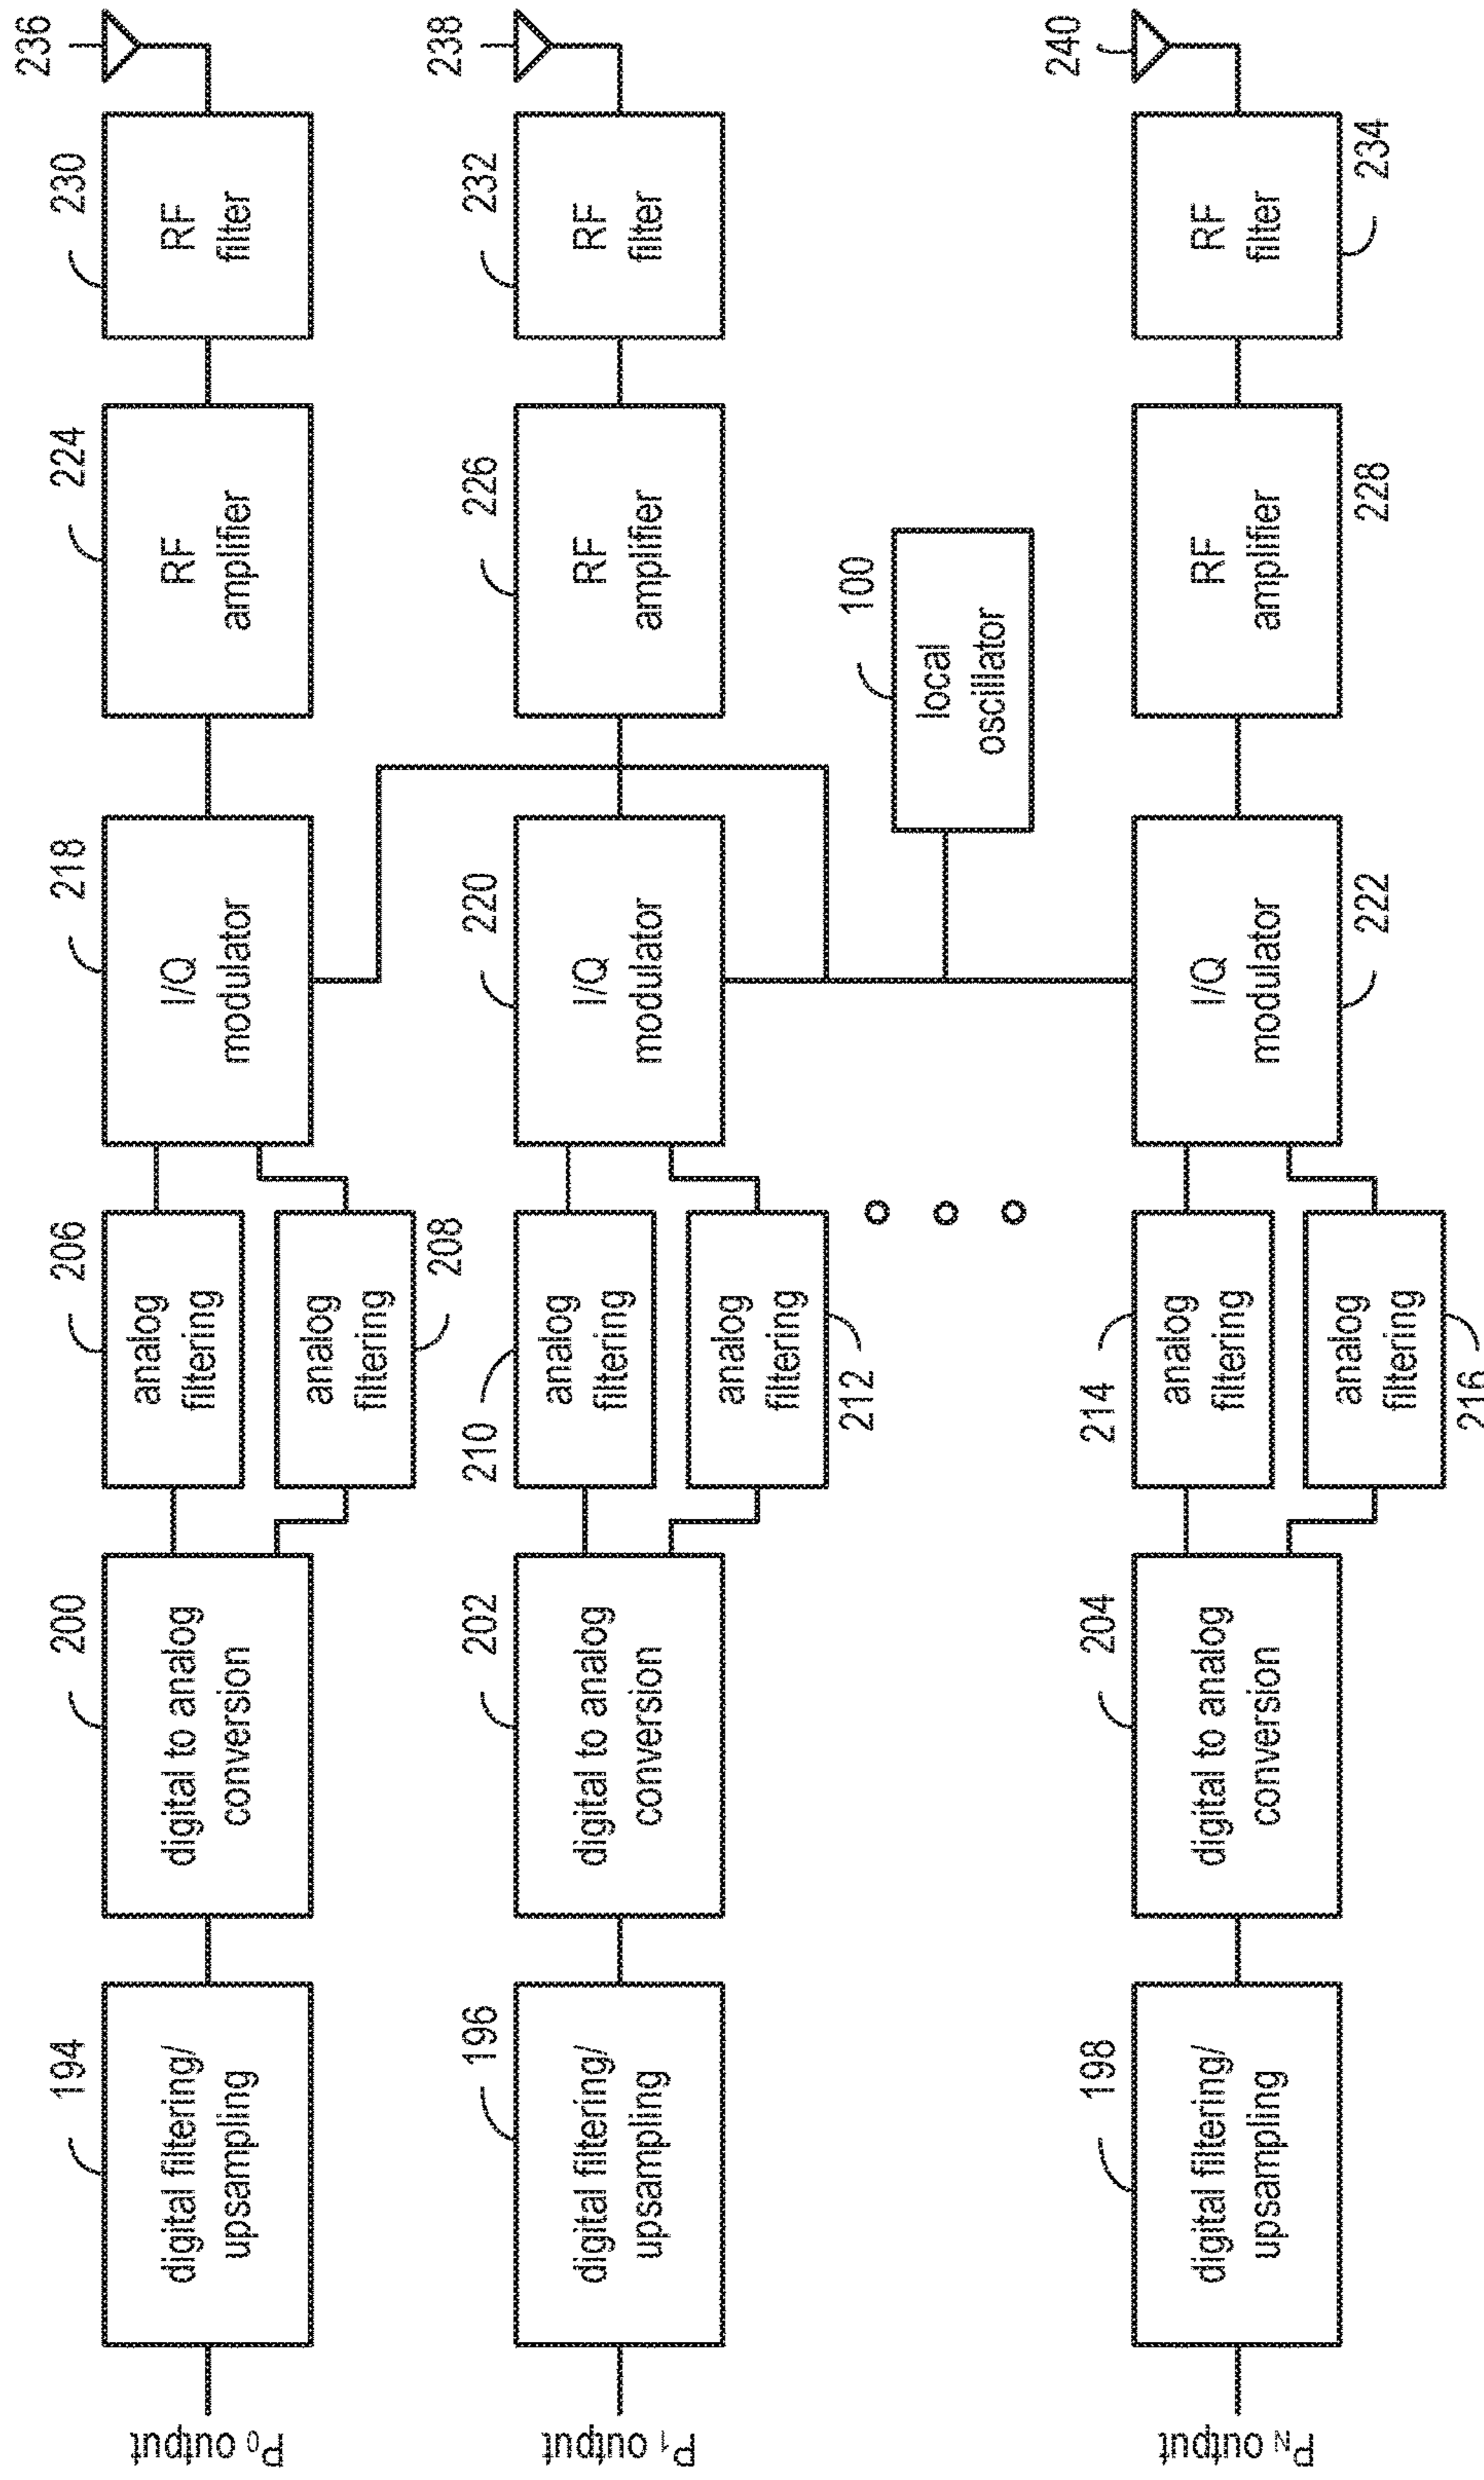 P0 output
194
digital filtering/
upsampling
200
digital to analog
conversion
206
analog
filtering
analog
filtering
208
218
I/Q
modulator
224
RF
amplifier
230
RF
filter
236
P1 output
196
digital filtering/
upsampling
202
digital to analog
conversion
210
analog
filtering
analog
filtering
212
220
I/Q
modulator
226
RF
amplifier
232
RF
filter
238
100
local
oscillator
PN output
198
digital filtering/
upsampling
204
digital to analog
conversion
214
analog
filtering
analog
filtering
216
I/Q
modulator
222
RF
amplifier
228
RF
filter
234
240